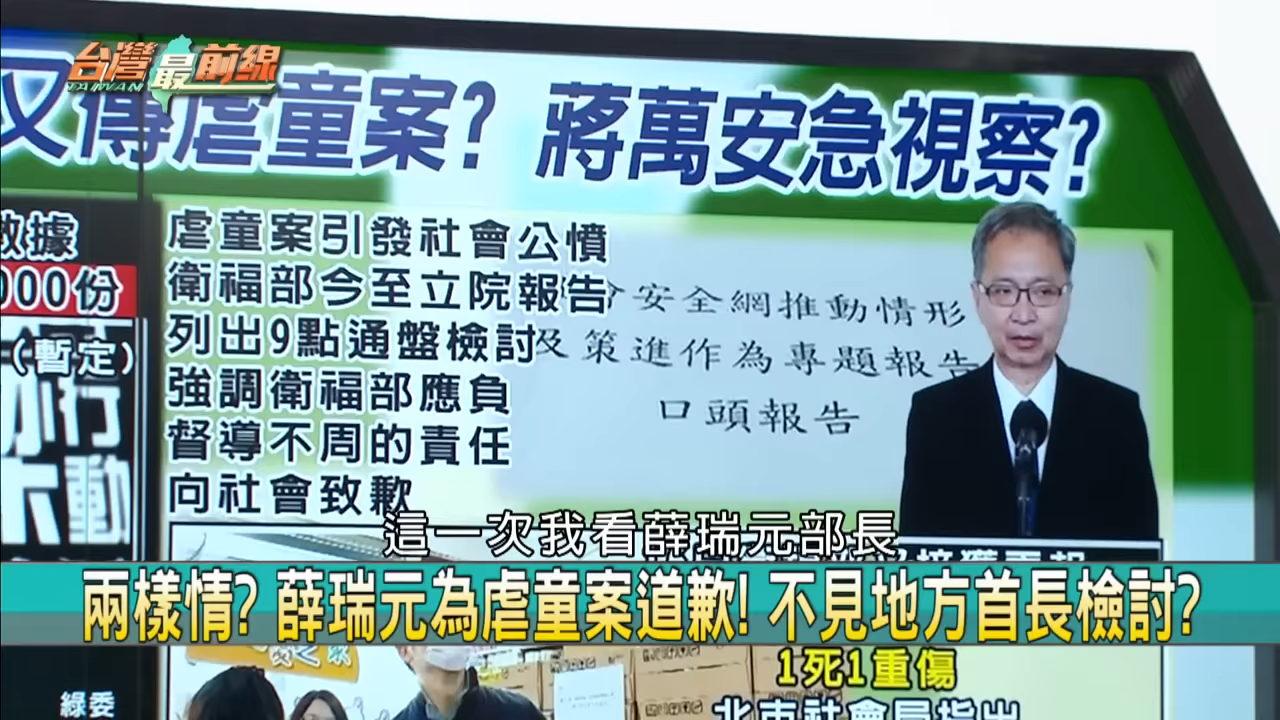 台灣最前線
TAIWAN
又傳虐童案? 蔣萬安急視察?
數據
000份
(暫定)
行
動
虐童案引發社會公憤
衛福部今至立院報告
列出9點通盤檢討
強調衛福部應負
督導不周的責任
向社會致歉
會安全網推動情形
及策進作為專題報告
口頭報告
這一次我看薛瑞元部長
兩樣情? 薛瑞元為虐童案道歉! 不見地方首長檢討?
1死1重傷
北市社會局指出
綠委